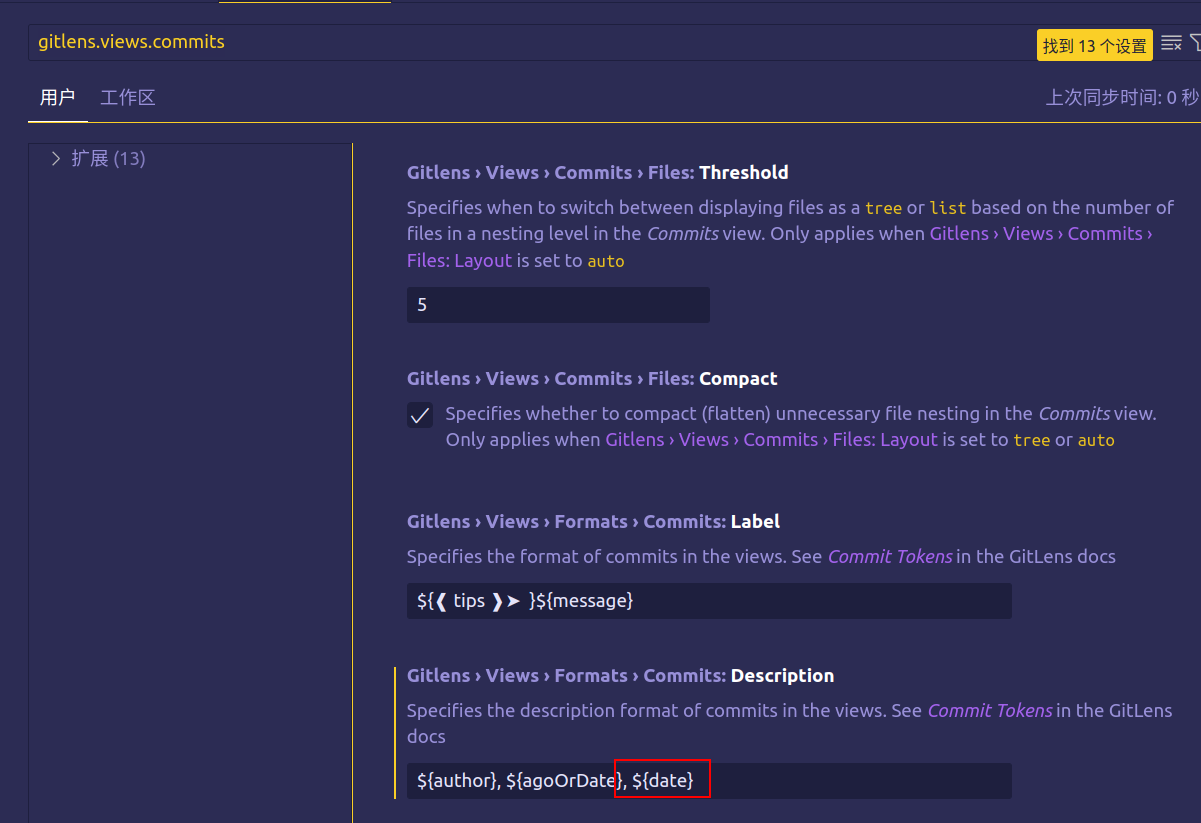 gitlens.views.commits
找到 13 个设置
用户 工作区
上次同步时间: 0 秒
扩展 (13)
Gitlens › Views › Commits › Files: Threshold
Specifies when to switch between displaying files as a tree or list based on the number of
files in a nesting level in the Commits view. Only applies when Gitlens › Views › Commits ›
Files: Layout is set to auto
5
Gitlens › Views › Commits › Files: Compact
Specifies whether to compact (flatten) unnecessary file nesting in the Commits view.
Only applies when Gitlens › Views › Commits › Files: Layout is set to tree or auto
Gitlens › Views › Formats › Commits: Label
Specifies the format of commits in the views. See Commit Tokens in the GitLens docs
${❰ tips ❱➤ }${message}
Gitlens › Views › Formats › Commits: Description
Specifies the description format of commits in the views. See Commit Tokens in the GitLens
docs
${author}, ${agoOrDate}, ${date}